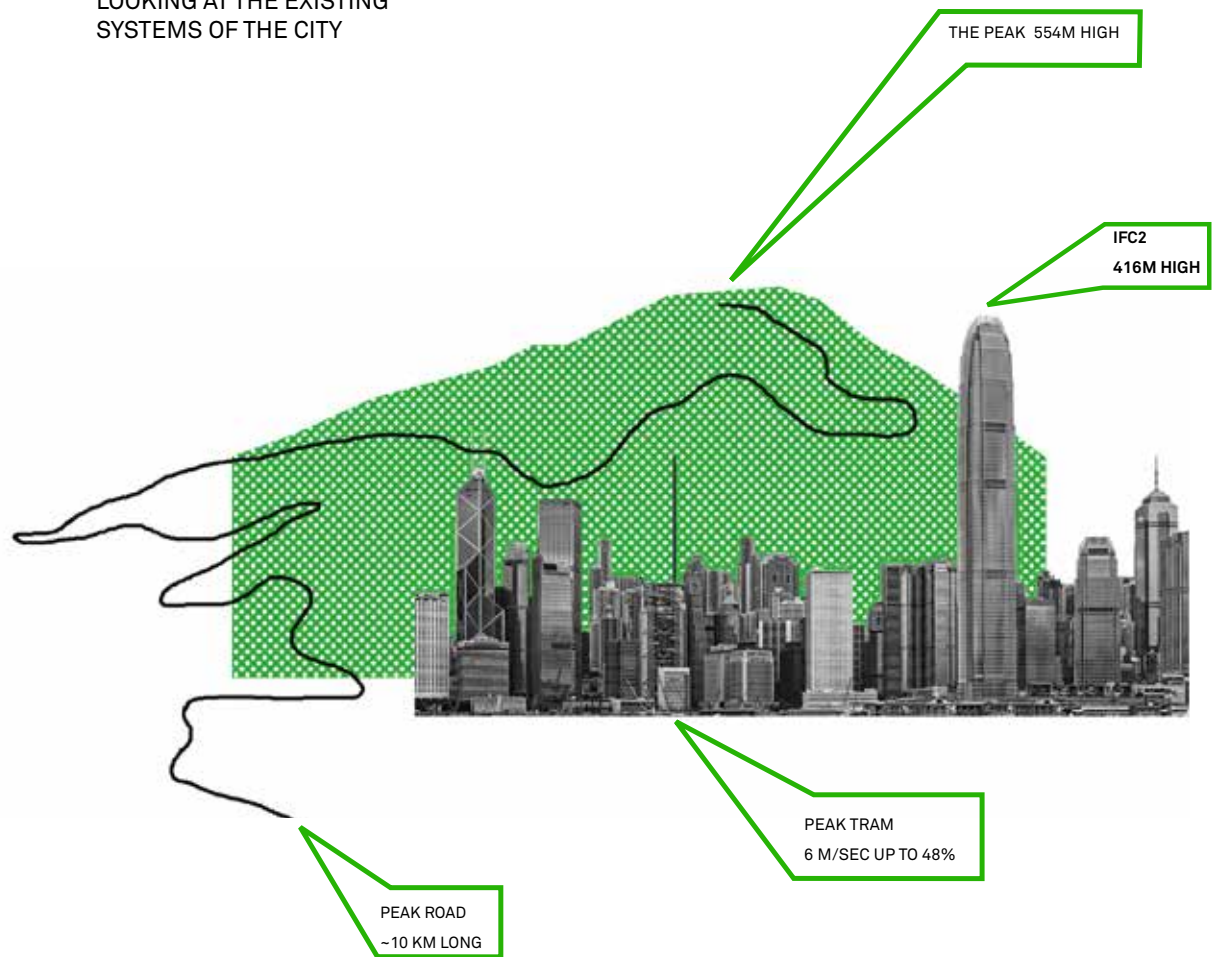 LOOKING AT THE EXISTING
SYSTEMS OF THE CITY
THE PEAK 554M HIGH
IFC2
416M HIGH
PEAK TRAM
6 M/SEC UP TO 48%
PEAK ROAD
~10 KM LONG